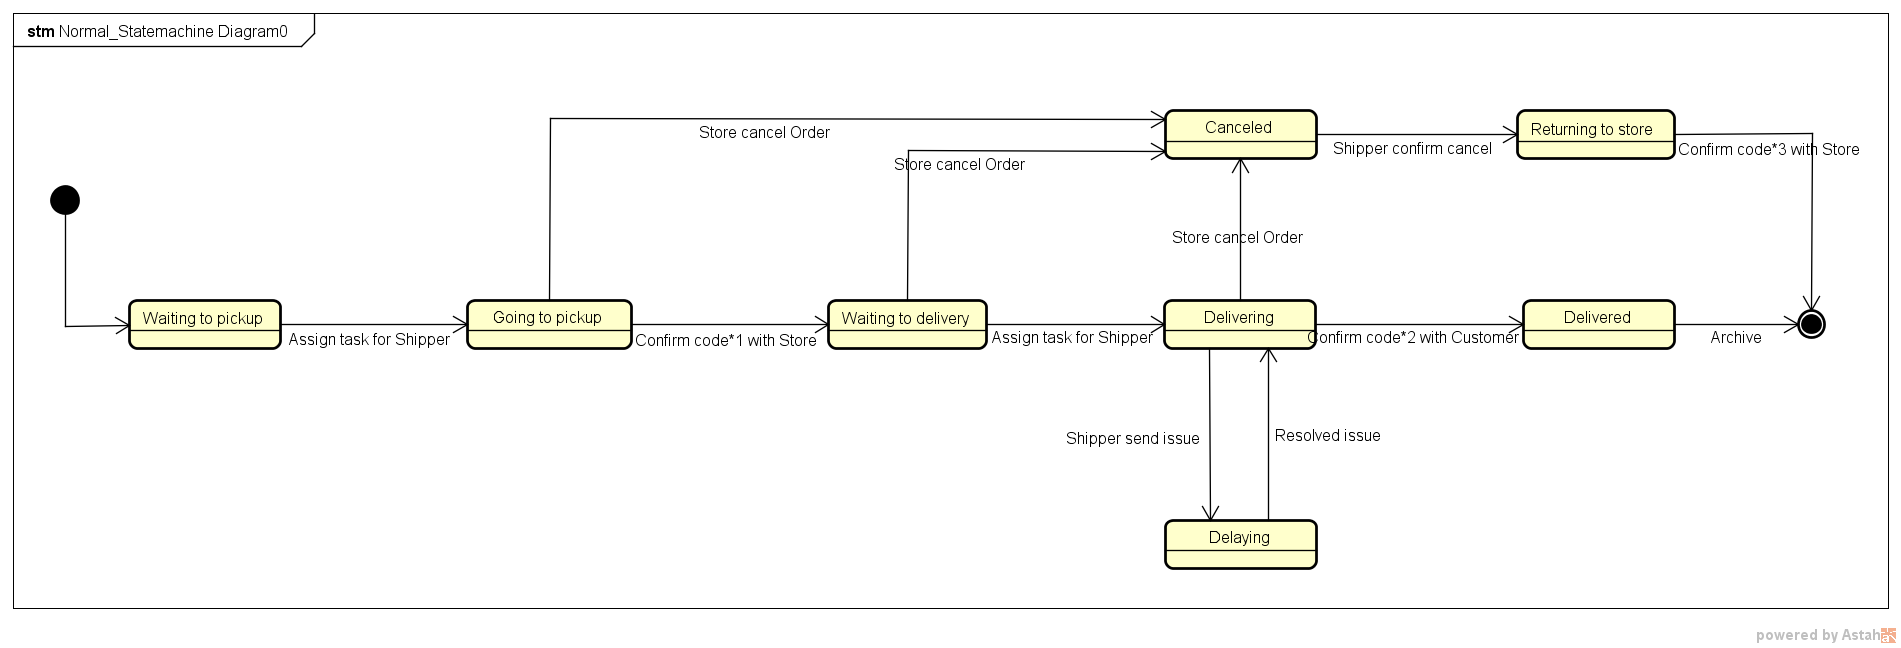 stm Normal_Statemachine Diagram0
Canceled
Returning to store
Store cancel Order
Shipper confirm cancel
Confirm code*3 with Store
Store cancel Order
Store cancel Order
Waiting to pickup
Going to pickup
Waiting to delivery
Delivering
Delivered
Assign task for Shipper
Confirm code*1 with Store
Assign task for Shipper
Confirm code*2 with Customer
Archive
Shipper send issue
Resolved issue
Delaying
powered by Astah